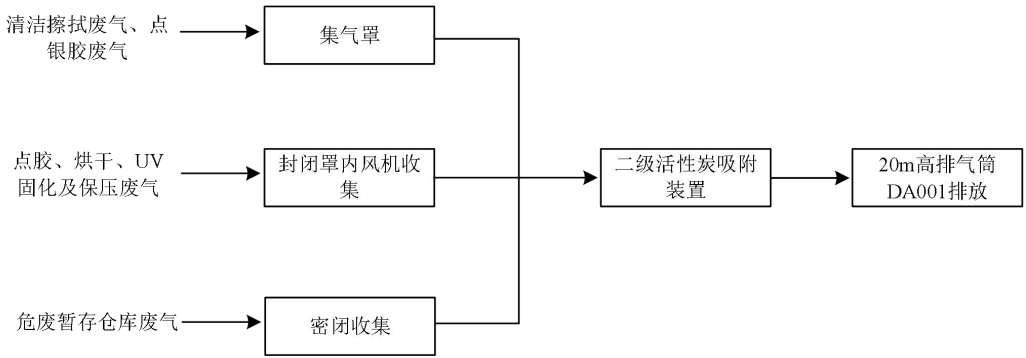 清洁擦拭废气、点
银胶废气
集气罩
点胶、烘干、UV
固化及保压废气
封闭罩内风机收
集
二级活性炭吸附
装置
20m高排气筒
DA001排放
危废暂存仓库废气
密闭收集